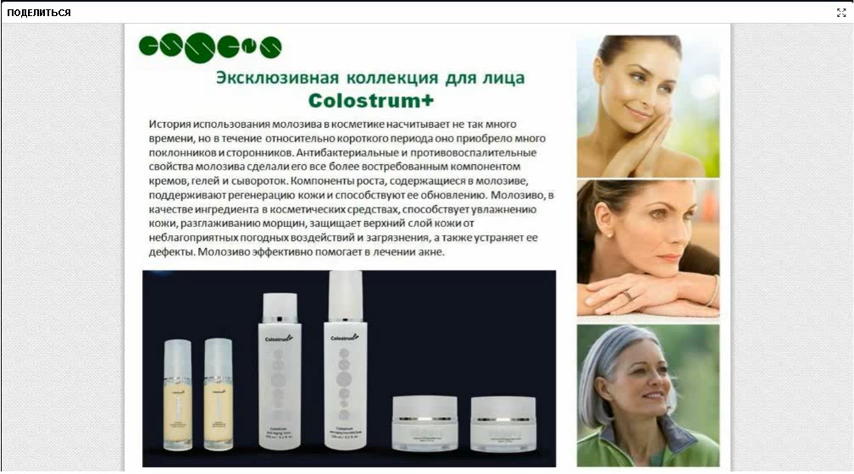 ПОДЕЛИТЬСЯ
essens
Эксклюзивная коллекция для лица
Colostrum+
История использования молозива в косметике насчитывает не так много
времени, но в течение относительно короткого периода оно приобрело много
поклонников и сторонников. Антибактериальные и противовоспалительные
свойства молозива сделали его все более востребованным компонентом
кремов, гелей и сывороток. Компоненты роста, содержащиеся в молозиве,
поддерживают регенерацию кожи и способствуют ее обновлению. Молозиво, в
качестве ингредиента в косметических средствах, способствует увлажнению
кожи, разглаживанию морщин, защищает верхний слой кожи от
неблагоприятных погодных воздействий и загрязнения, а также устраняет ее
дефекты. Молозиво эффективно помогает в лечении акне.
Colostrum+
Colostrum+